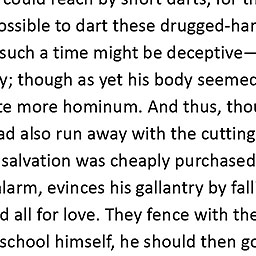 could reach by short darts, for t
ossible to dart these drugged-har
such a time might be deceptive—
y; though as yet his body seemed
te more hominum. And thus, thou
ad also run away with the cutting
salvation was cheaply purchased
larm, evinces his gallantry by fall
d all for love. They fence with the
school himself, he should then go